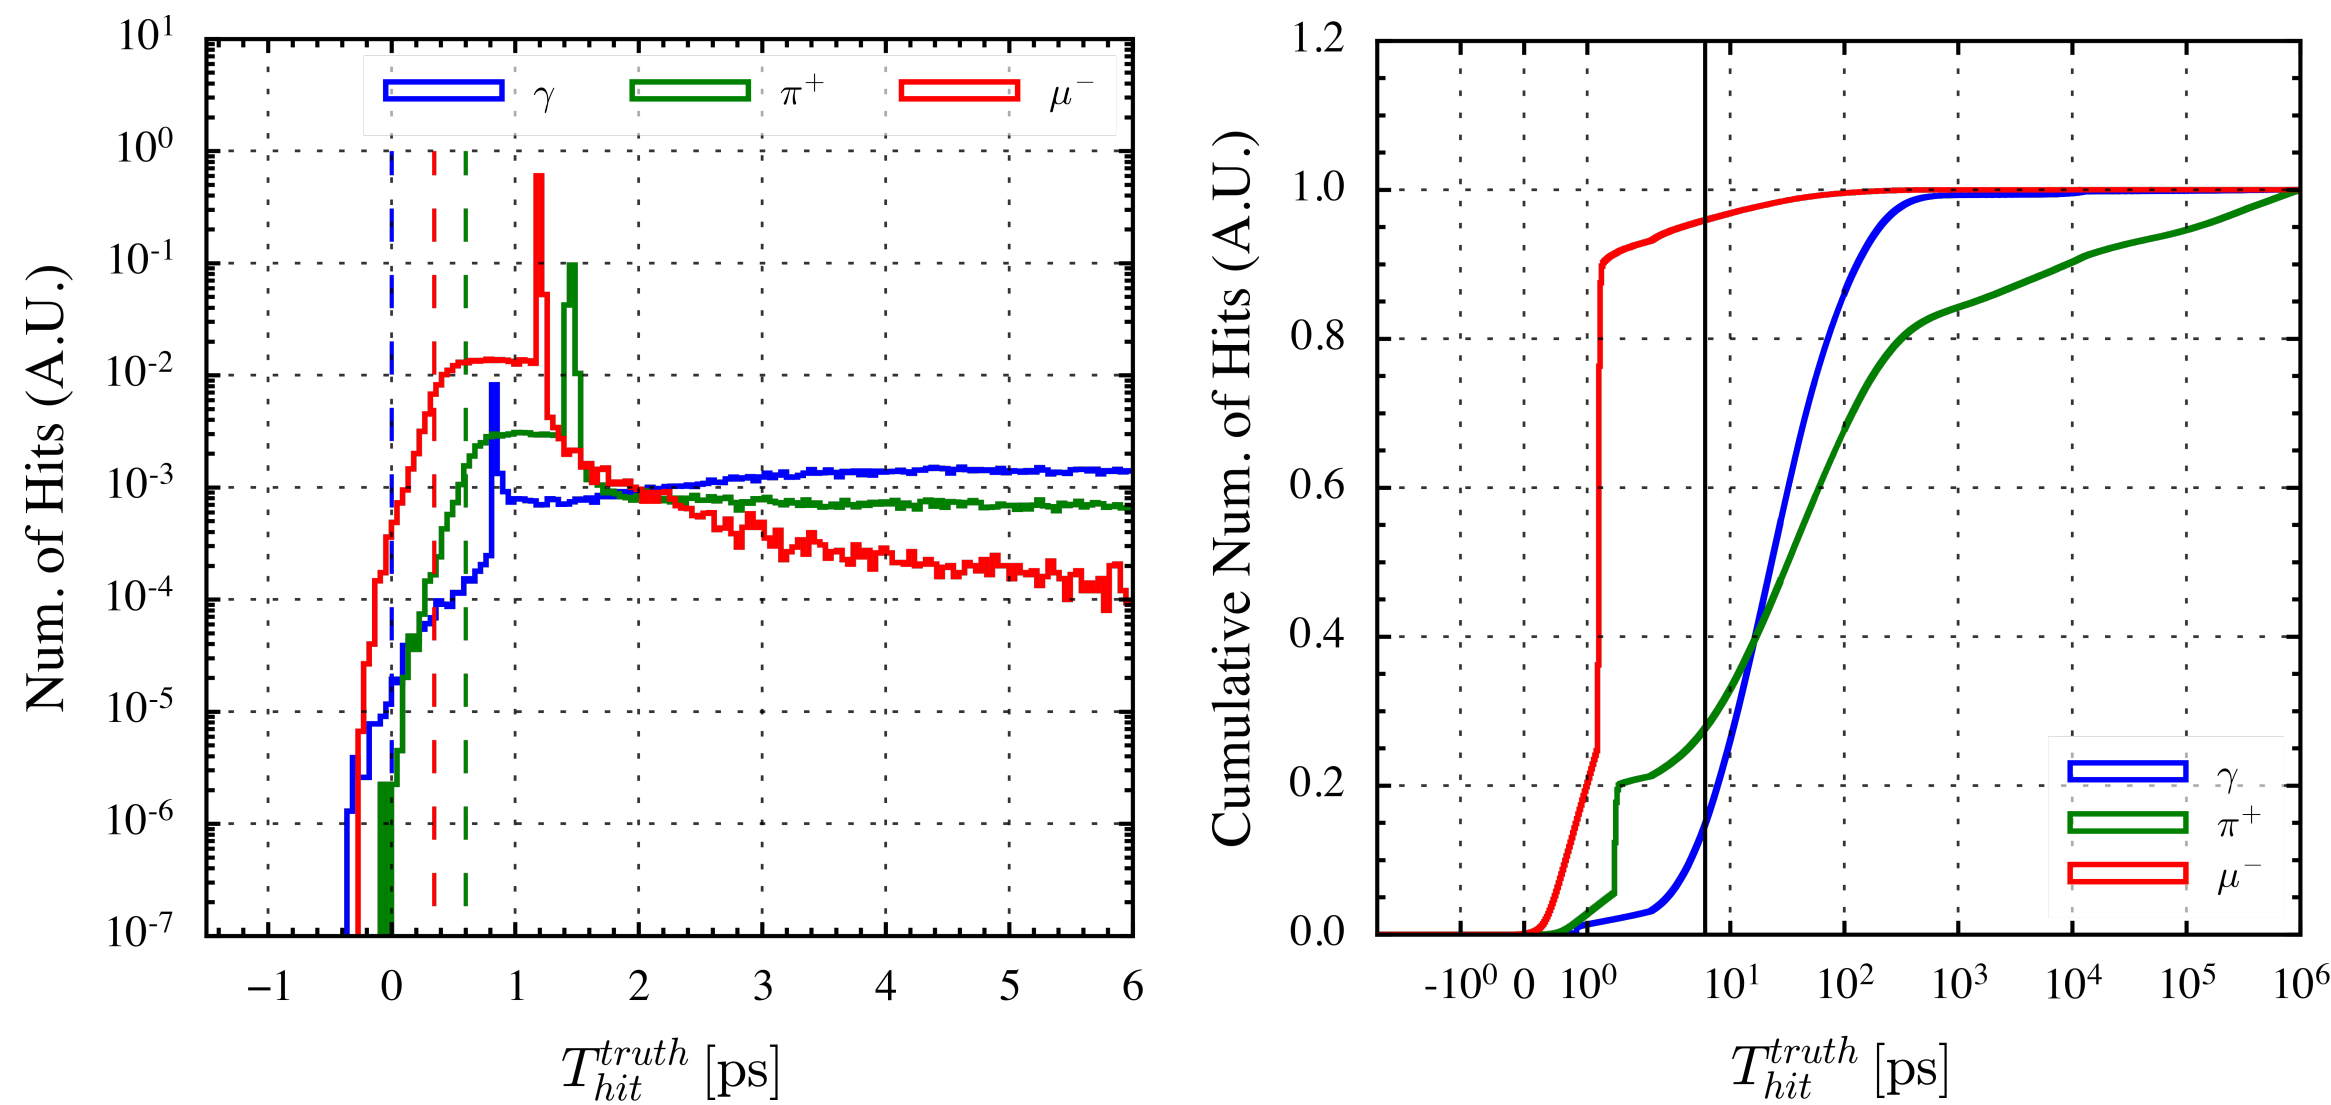 10^1
10^0
10^-1
10^-2
10^-3
10^-4
10^-5
10^-6
10^-7
Num. of Hits (A.U.)
γ π^+ μ^-
−1 0 1 2 3 4 5 6
T_hit^truth [ps]
1.2
1.0
0.8
0.6
0.4
0.2
0.0
Cumulative Num. of Hits (A.U.)
γ
π^+
μ^-
-10^0 0 10^0 10^1 10^2 10^3 10^4 10^5 10^6
T_hit^truth [ps]